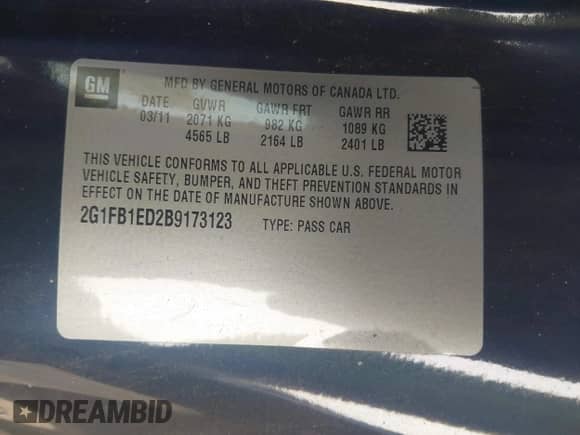 GM
MFD BY GENERAL MOTORS OF CANADA LTD.
DATE GVWR GAWR FRT GAWR RR
03/11 2071 KG 982 KG 1089 KG
4565 LB 2164 LB 2401 LB
THIS VEHICLE CONFORMS TO ALL APPLICABLE U.S. FEDERAL MOTOR
VEHICLE SAFETY, BUMPER, AND THEFT PREVENTION STANDARDS IN
EFFECT ON THE DATE OF MANUFACTURE SHOWN ABOVE.
2G1FB1ED2B9173123 TYPE: PASS CAR
DREAMBID